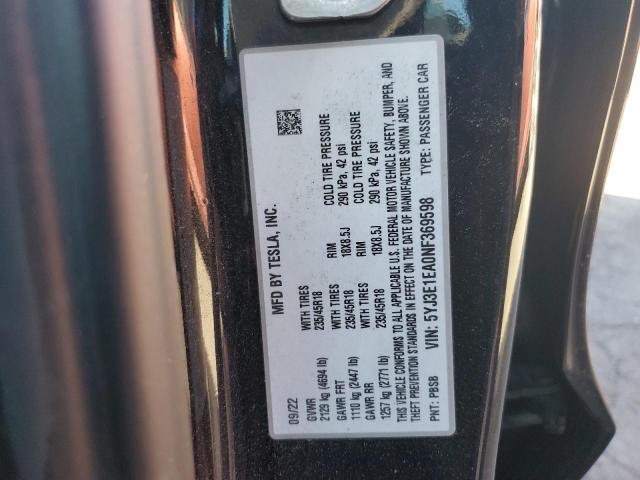 MFD BY TESLA, INC.
09/22
GVWR
2129 kg (4694 lb)
WITH TIRES
235/45R18
RIM
18X8.5J
COLD TIRE PRESSURE
290 kPa, 42 psi
GAWR FRT
1110 kg (2447 lb)
WITH TIRES
235/45R18
RIM
18X8.5J
COLD TIRE PRESSURE
290 kPa, 42 psi
GAWR RR
1257 kg (2771 lb)
WITH TIRES
235/45R18
THIS VEHICLE CONFORMS TO ALL APPLICABLE U.S. FEDERAL MOTOR VEHICLE SAFETY, BUMPER, AND
THEFT PREVENTION STANDARDS IN EFFECT ON THE DATE OF MANUFACTURE SHOWN ABOVE.
PNT: PBSB VIN: 5YJ3E1EA0NF369598 TYPE: PASSENGER CAR